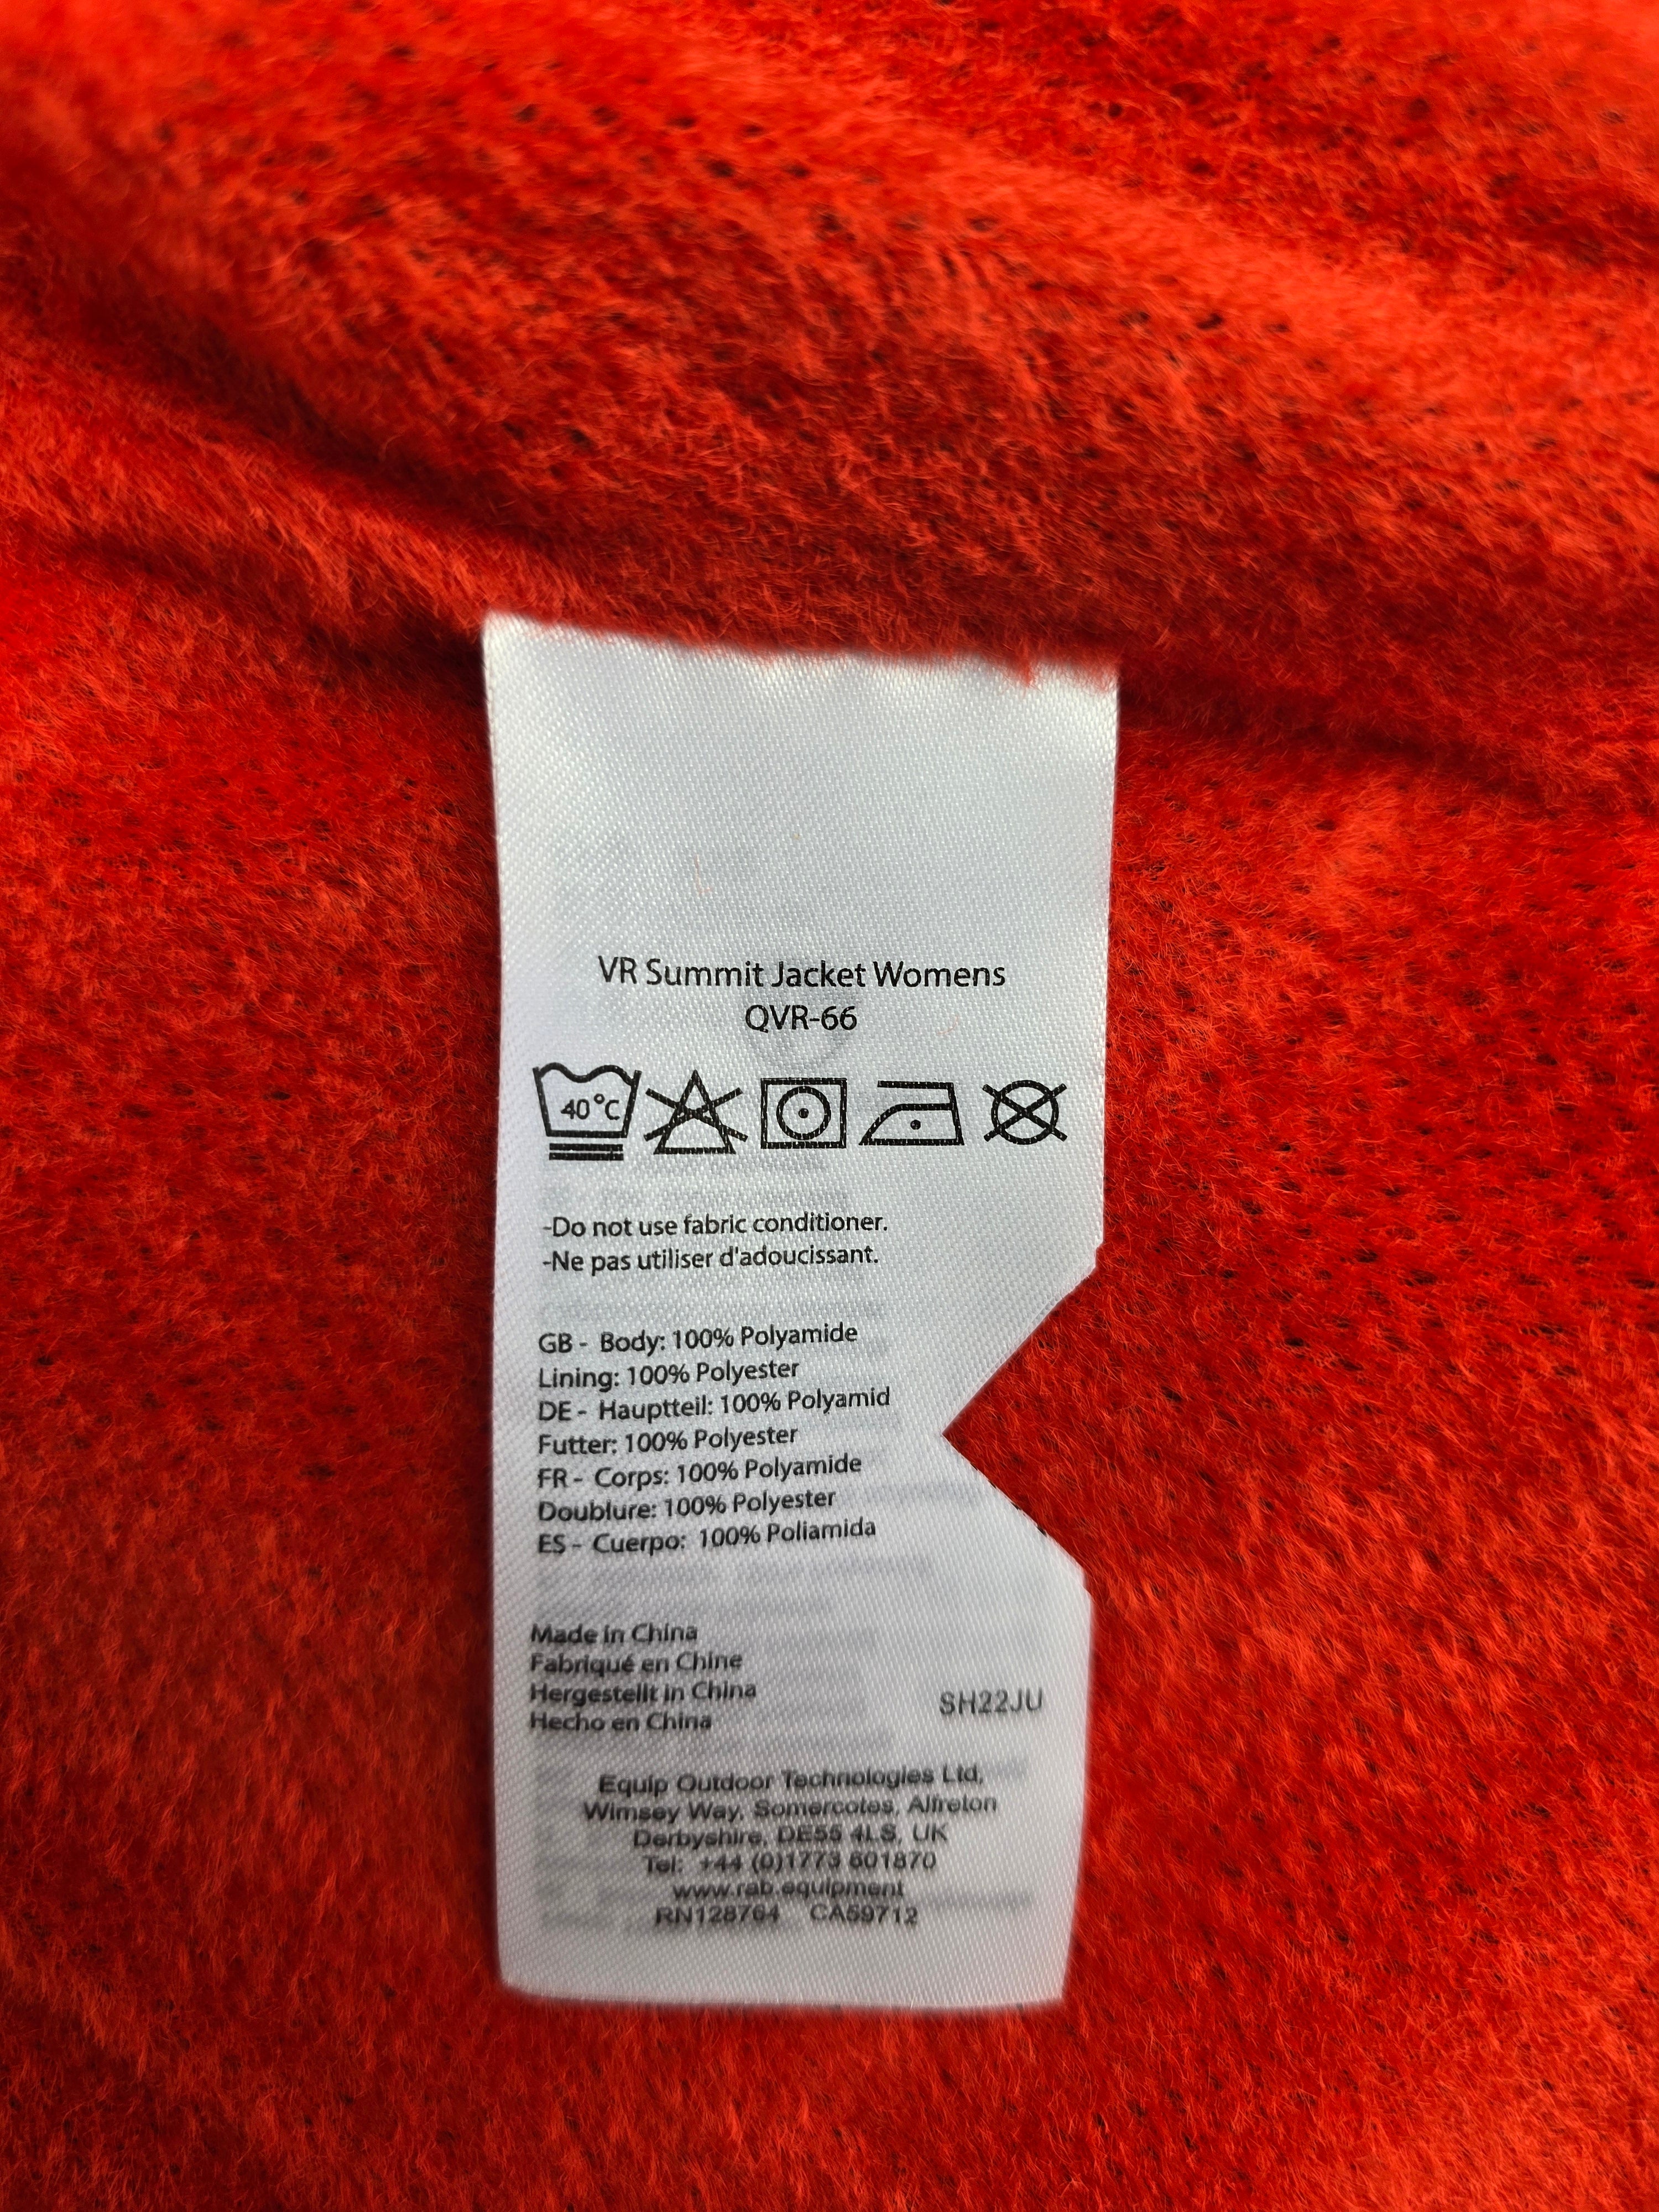 VR Summit Jacket Womens
QVR-66
40°C
-Do not use fabric conditioner.
-Ne pas utiliser d'adoucissant.
GB - Body: 100% Polyamide
Lining: 100% Polyester
DE - Hauptteil: 100% Polyamid
Futter: 100% Polyester
FR - Corps: 100% Polyamide
Doublure: 100% Polyester
ES - Cuerpo: 100% Poliamida
Made in China
Fabriqué en Chine
Hergestellt in China
Hecho en China
SH22JU
Equip Outdoor Technologies Ltd,
Wimsey Way, Somercotes, Alfreton
Derbyshire, DE55 4LS, UK
Tel: +44 (0)1773 601870
www.rab.equipment
RN128764 CA59712